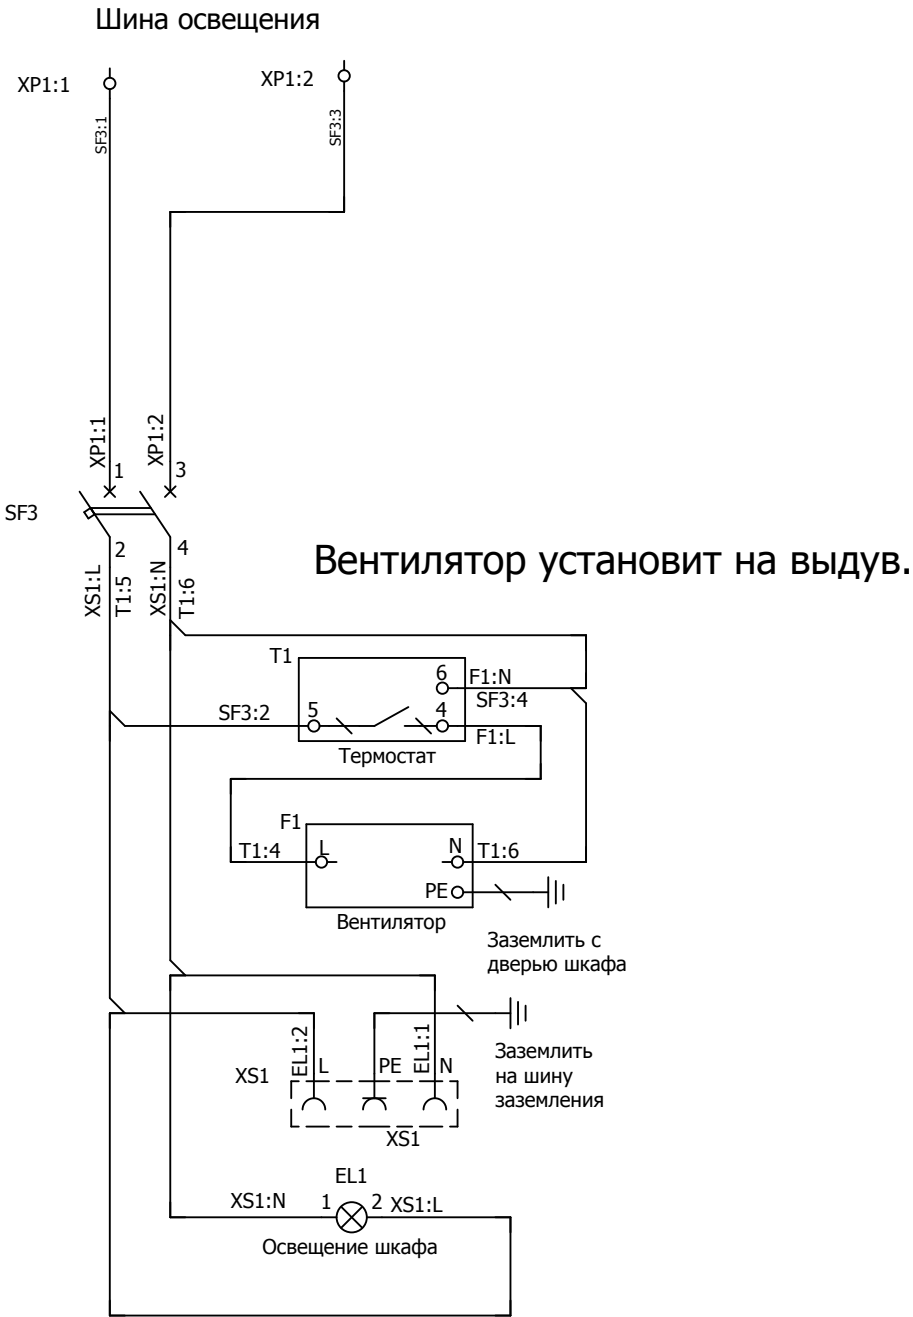 Шина освещения
XP1:1
XP1:2
SF3:1
SF3:3
XP1:1
XP1:2
1
3
SF3
2
4
XS1:L
T1:5
XS1:N
T1:6
Вентилятор установит на выдув.
T1
6
F1:N
SF3:4
SF3:2
5
4
F1:L
Термостат
F1
T1:4
L
N
T1:6
PE
Вентилятор
Заземлить с
дверью шкафа
EL1:2
EL1:1
XS1
L
PE
N
Заземлить
на шину
заземления
XS1
EL1
XS1:N
1
2
XS1:L
Освещение шкафа